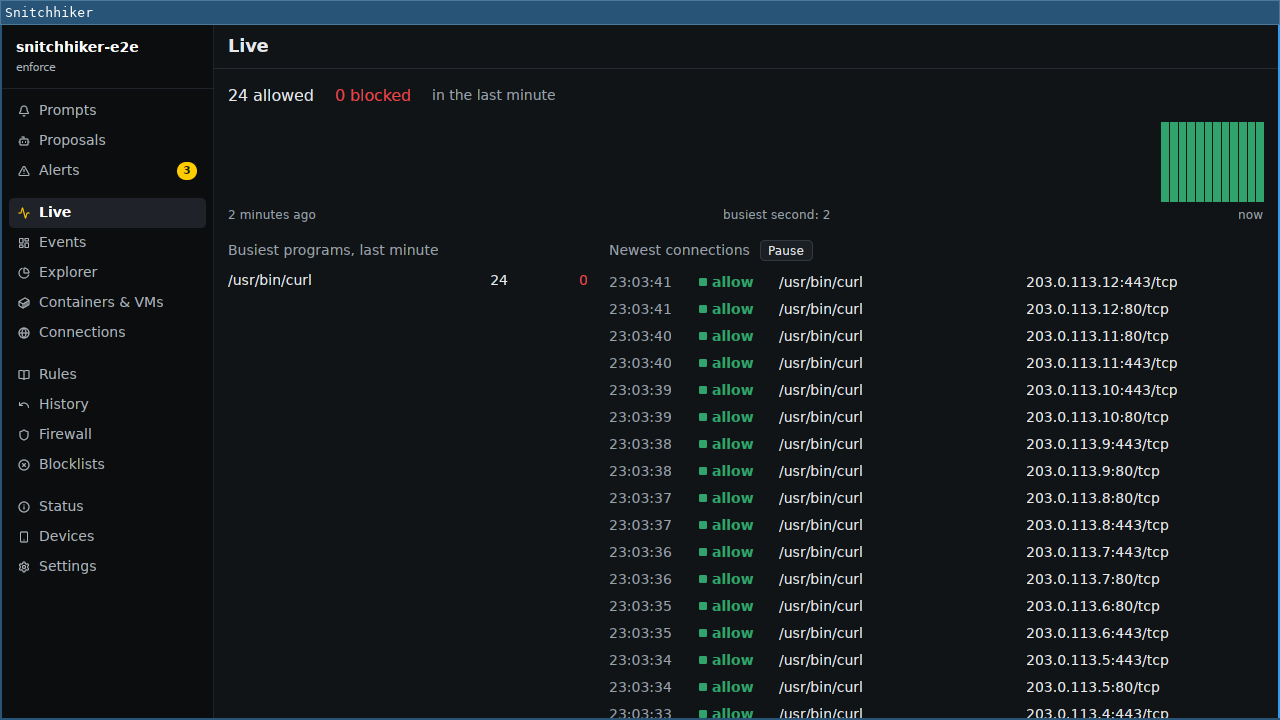 Snitchhiker
snitchhiker-e2e
enforce
Prompts
Proposals
Alerts 3
Live
Events
Explorer
Containers & VMs
Connections
Rules
History
Firewall
Blocklists
Status
Devices
Settings
Live
24 allowed 0 blocked in the last minute
2 minutes ago busiest second: 2 now
Busiest programs, last minute
/usr/bin/curl 24 0
Newest connections Pause
23:03:41 allow /usr/bin/curl 203.0.113.12:443/tcp
23:03:41 allow /usr/bin/curl 203.0.113.12:80/tcp
23:03:40 allow /usr/bin/curl 203.0.113.11:80/tcp
23:03:40 allow /usr/bin/curl 203.0.113.11:443/tcp
23:03:39 allow /usr/bin/curl 203.0.113.10:443/tcp
23:03:39 allow /usr/bin/curl 203.0.113.10:80/tcp
23:03:38 allow /usr/bin/curl 203.0.113.9:443/tcp
23:03:38 allow /usr/bin/curl 203.0.113.9:80/tcp
23:03:37 allow /usr/bin/curl 203.0.113.8:80/tcp
23:03:37 allow /usr/bin/curl 203.0.113.8:443/tcp
23:03:36 allow /usr/bin/curl 203.0.113.7:443/tcp
23:03:36 allow /usr/bin/curl 203.0.113.7:80/tcp
23:03:35 allow /usr/bin/curl 203.0.113.6:80/tcp
23:03:35 allow /usr/bin/curl 203.0.113.6:443/tcp
23:03:34 allow /usr/bin/curl 203.0.113.5:443/tcp
23:03:34 allow /usr/bin/curl 203.0.113.5:80/tcp
23:03:33 allow /usr/bin/curl 203.0.113.4:443/tcp